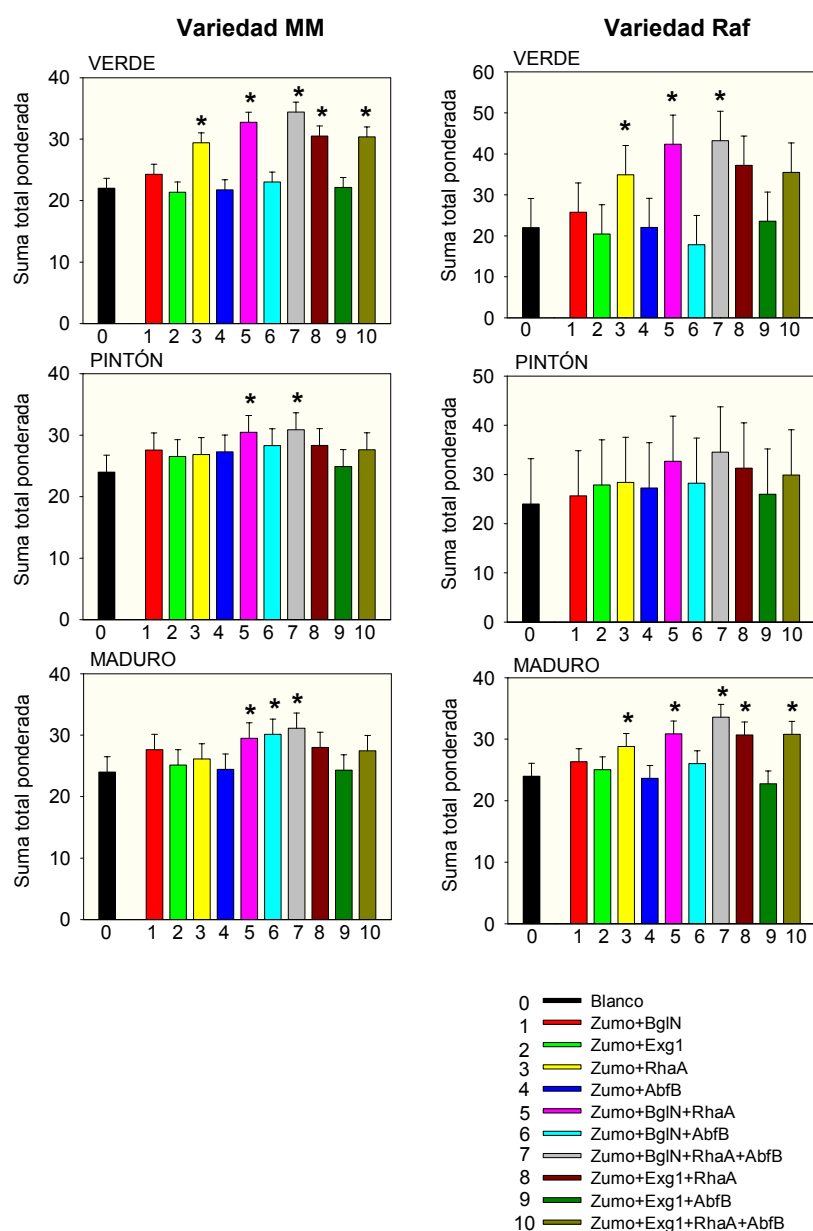 Variedad MM
VERDE
Suma total ponderada
40
30
20
10
0
*
*
*
*
*
0 1 2 3 4 5 6 7 8 9 10
PINTÓN
Suma total ponderada
40
30
20
10
0
*
*
0 1 2 3 4 5 6 7 8 9 10
MADURO
Suma total ponderada
40
30
20
10
0
*
*
*
0 1 2 3 4 5 6 7 8 9 10
Variedad Raf
VERDE
Suma total ponderada
60
50
40
30
20
10
0
*
*
*
0 1 2 3 4 5 6 7 8 9 10
PINTÓN
Suma total ponderada
50
40
30
20
10
0
0 1 2 3 4 5 6 7 8 9 10
MADURO
Suma total ponderada
40
30
20
10
0
*
*
*
*
*
0 1 2 3 4 5 6 7 8 9 10
0 Blanco
1 Zumo+BglN
2 Zumo+Exg1
3 Zumo+RhaA
4 Zumo+AbfB
5 Zumo+BglN+RhaA
6 Zumo+BglN+AbfB
7 Zumo+BglN+RhaA+AbfB
8 Zumo+Exg1+RhaA
9 Zumo+Exg1+AbfB
10 Zumo+Exg1+RhaA+AbfB